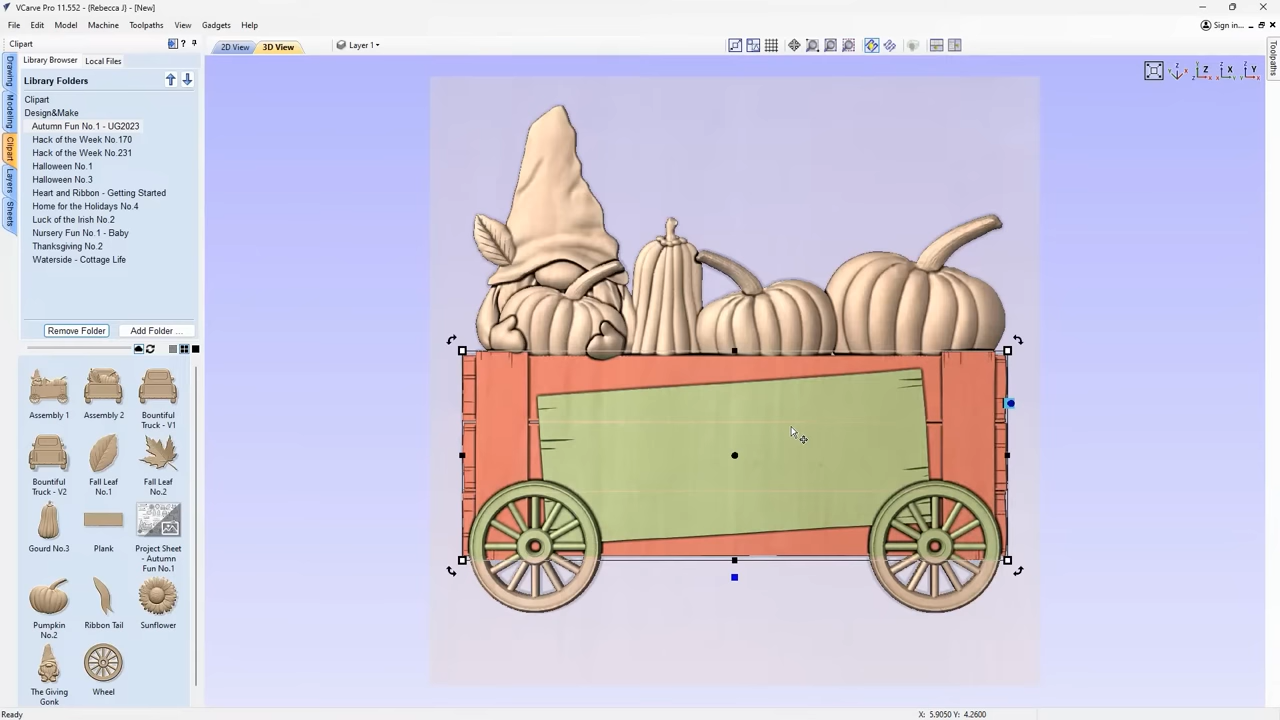 VCarve Pro 11.552 - {Rebecca J} - [New]
File Edit Model Machine Toolpaths View Gadgets Help
Sign in...
Clipart
2D View 3D View Layer 1
Library Browser Local Files
Library Folders
Clipart
Design&Make
Autumn Fun No.1 - UG2023
Hack of the Week No.170
Hack of the Week No.231
Halloween No.1
Halloween No.3
Heart and Ribbon - Getting Started
Home for the Holidays No.4
Luck of the Irish No.2
Nursery Fun No.1 - Baby
Thanksgiving No.2
Waterside - Cottage Life
Remove Folder Add Folder ...
Drawing
Modeling
Clipart
Layers
Sheets
Toolpaths
Z X Y
Assembly 1 Assembly 2 Bountiful Truck - V1
Bountiful Truck - V2 Fall Leaf No.1 Fall Leaf No.2
Gourd No.3 Plank Project Sheet - Autumn Fun No.1
Pumpkin No.2 Ribbon Tail Sunflower
The Giving Gonk Wheel
Ready
X: 5.9050 Y: 4.2600